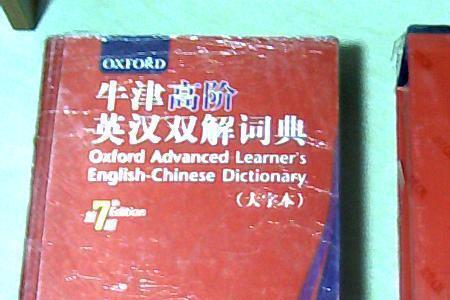 OXFORD
牛津高阶
英汉双解词典
Oxford Advanced Learner's
English-Chinese Dictionary
(大字本)
第7版
7th Edition